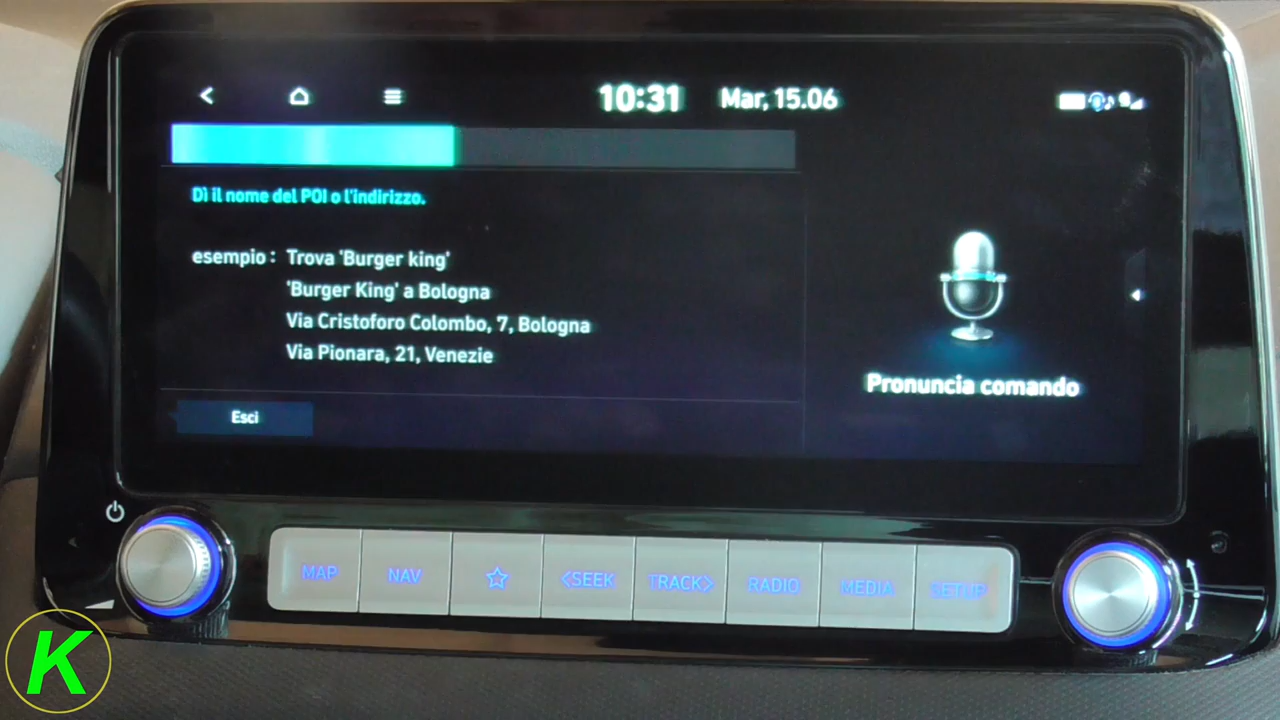 10:31 Mar, 15.06
Dì il nome del POI o l'indirizzo.
esempio : Trova 'Burger king'
'Burger King' a Bologna
Via Cristoforo Colombo, 7, Bologna
Via Pionara, 21, Venezie
Esci
Pronuncia comando
MAP NAV <SEEK TRACK> RADIO MEDIA SETUP
K